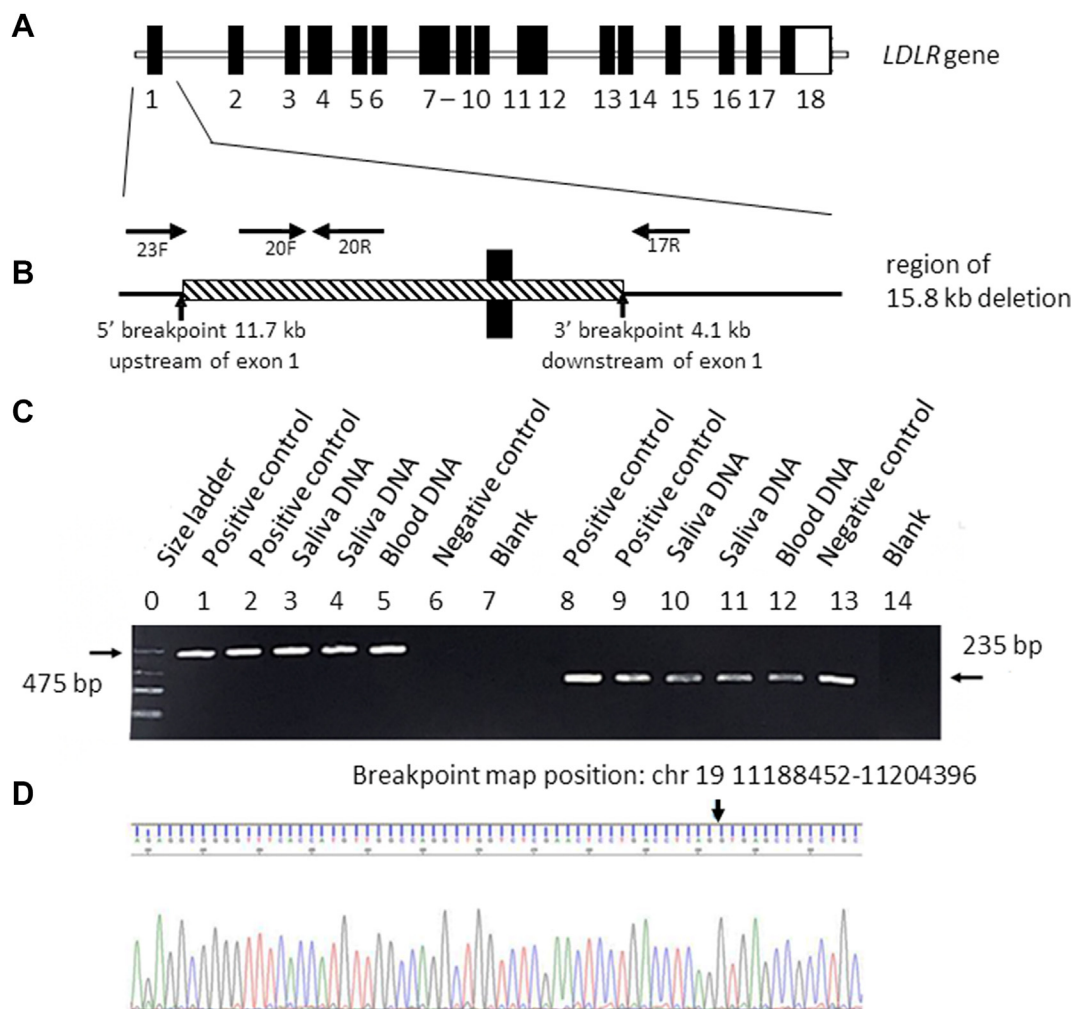 A
LDLR gene
1 2 3 4 5 6 7 – 10 11 12 13 14 15 16 17 18
23F 20F 20R 17R
B
region of
15.8 kb deletion
5’ breakpoint 11.7 kb
upstream of exon 1
3’ breakpoint 4.1 kb
downstream of exon 1
C
Size ladder
Positive control
Positive control
Saliva DNA
Saliva DNA
Blood DNA
Negative control
Blank
Positive control
Positive control
Saliva DNA
Saliva DNA
Blood DNA
Negative control
Blank
0 1 2 3 4 5 6 7 8 9 10 11 12 13 14
475 bp
235 bp
Breakpoint map position: chr 19 11188452-11204396
D